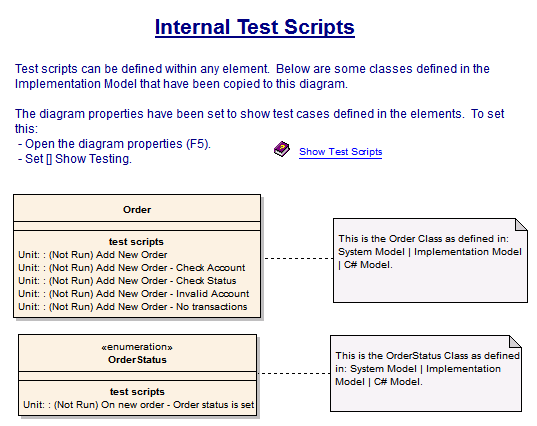 Internal Test Scripts
Test scripts can be defined within any element.  Below are some classes defined in the
Implementation Model that have been copied to this diagram.
The diagram properties have been set to show test cases defined in the elements.  To set
this:
- Open the diagram properties (F5).
- Set [] Show Testing.
Show Test Scripts
Order
test scripts
Unit: : (Not Run) Add New Order
Unit: : (Not Run) Add New Order - Check Account
Unit: : (Not Run) Add New Order - Check Status
Unit: : (Not Run) Add New Order - Invalid Account
Unit: : (Not Run) Add New Order - No transactions
This is the Order Class as defined in:
System Model | Implementation Model
| C# Model.
«enumeration»
OrderStatus
test scripts
Unit: : (Not Run) On new order - Order status is set
This is the OrderStatus Class as defined
in: System Model | Implementation
Model | C# Model.